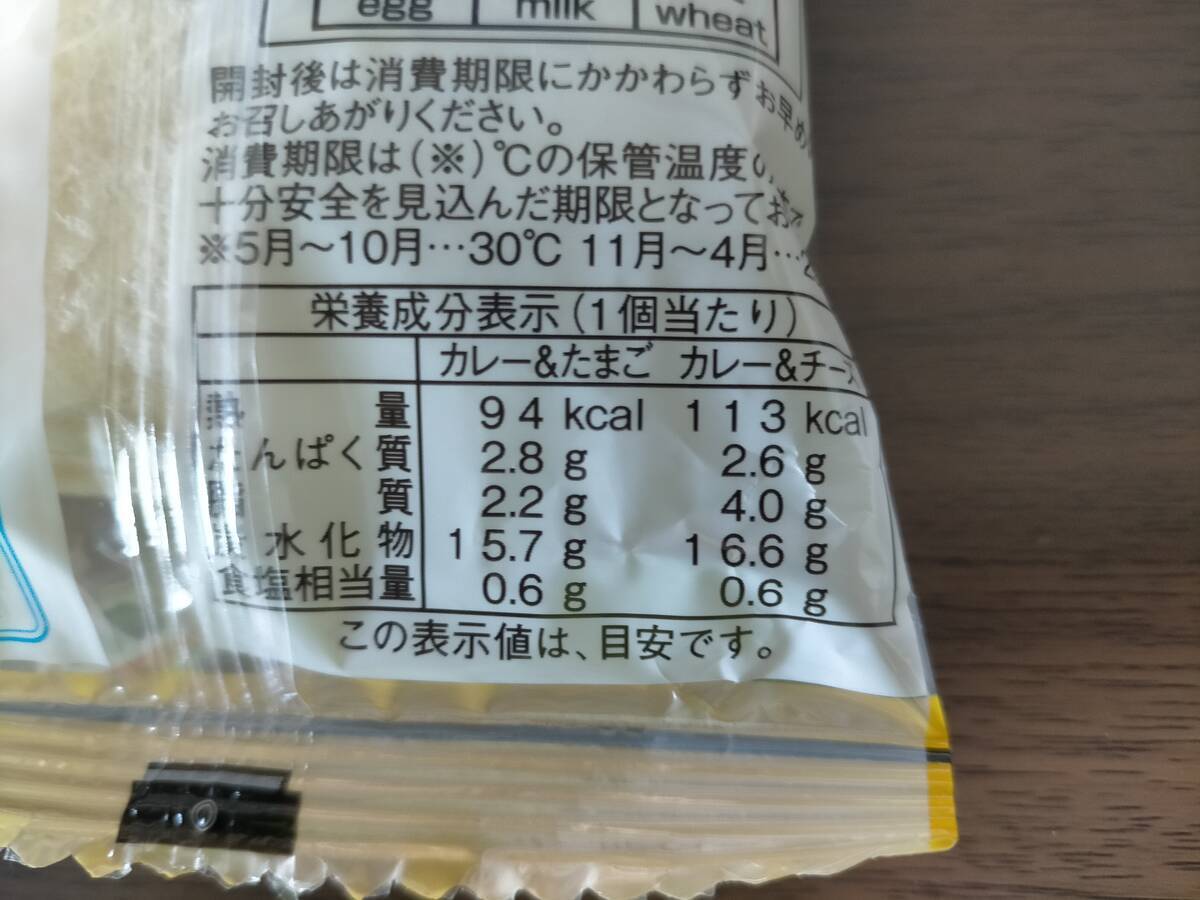 egg milk wheat
開封後は消費期限にかかわらずお早め
お召しあがりください。
消費期限は(※)℃の保管温度の
十分安全を見込んだ期限となってお
※5月〜10月…30℃ 11月〜4月…
栄養成分表示(1個当たり)
カレー&たまご カレー&チーズ
熱量 94 kcal 113 kcal
たんぱく質 2.8 g 2.6 g
脂質 2.2 g 4.0 g
炭水化物 15.7 g 16.6 g
食塩相当量 0.6 g 0.6 g
この表示値は、目安です。